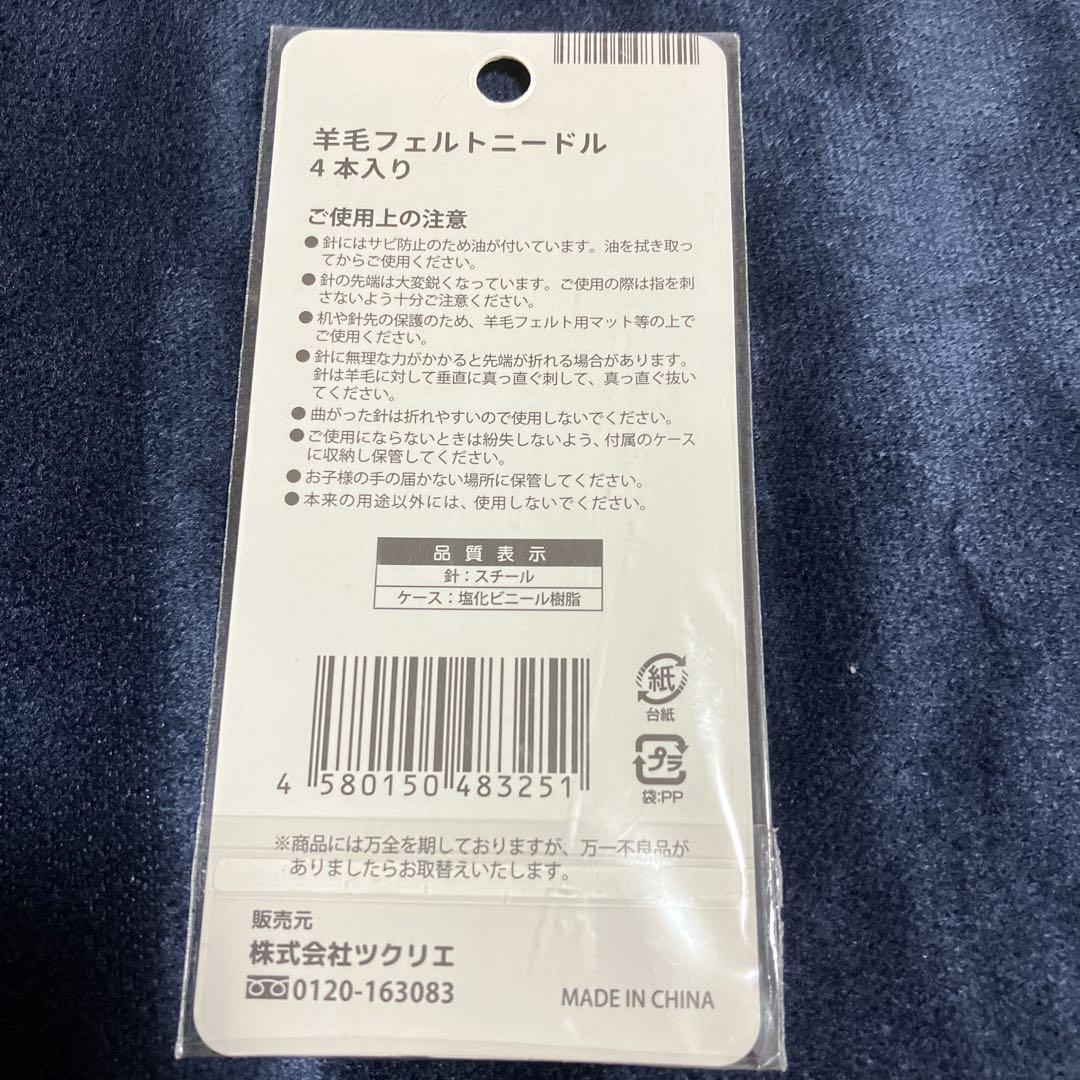 羊毛フェルトニードル
4本入り
ご使用上の注意
●針にはサビ防止のため油が付いています。油を拭き取っ
てからご使用ください。
●針の先端は大変鋭くなっています。ご使用の際は指を刺
さないよう十分ご注意ください。
●机や針先の保護のため、羊毛フェルト用マット等の上で
ご使用ください。
●針に無理な力がかかると先端が折れる場合があります。
針は羊毛に対して垂直に真っ直ぐ刺して、真っ直ぐ抜い
てください。
●曲がった針は折れやすいので使用しないでください。
●ご使用にならないときは紛失しないよう、付属のケース
に収納し保管してください。
●お子様の手の届かない場所に保管してください。
●本来の用途以外には、使用しないでください。
品質表示
針：スチール
ケース：塩化ビニール樹脂
紙
台紙
プラ
袋:PP
4 580150 483251
※商品には万全を期しておりますが、万一不良品が
ありましたらお取替えいたします。
販売元
株式会社ツクリエ
0120-163083
MADE IN CHINA